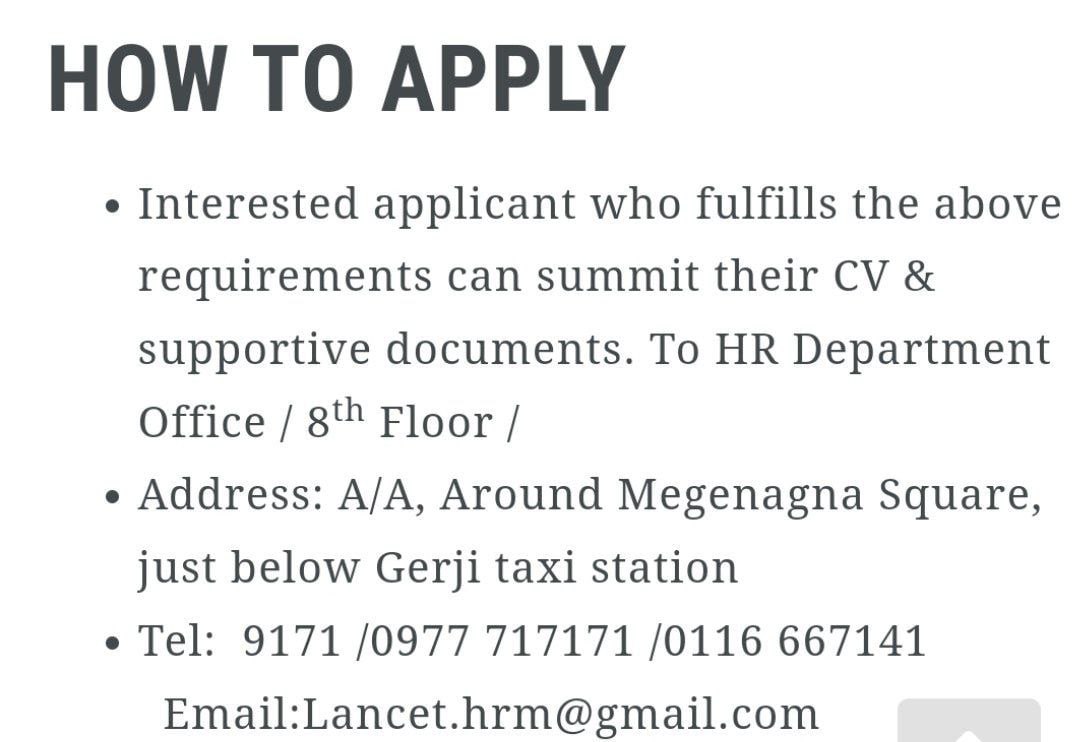 HOW TO APPLY
• Interested applicant who fulfills the above
requirements can summit their CV &
supportive documents. To HR Department
Office / 8th Floor /
• Address: A/A, Around Megenagna Square,
just below Gerji taxi station
• Tel:  9171 /0977 717171 /0116 667141
Email:Lancet.hrm@gmail.com